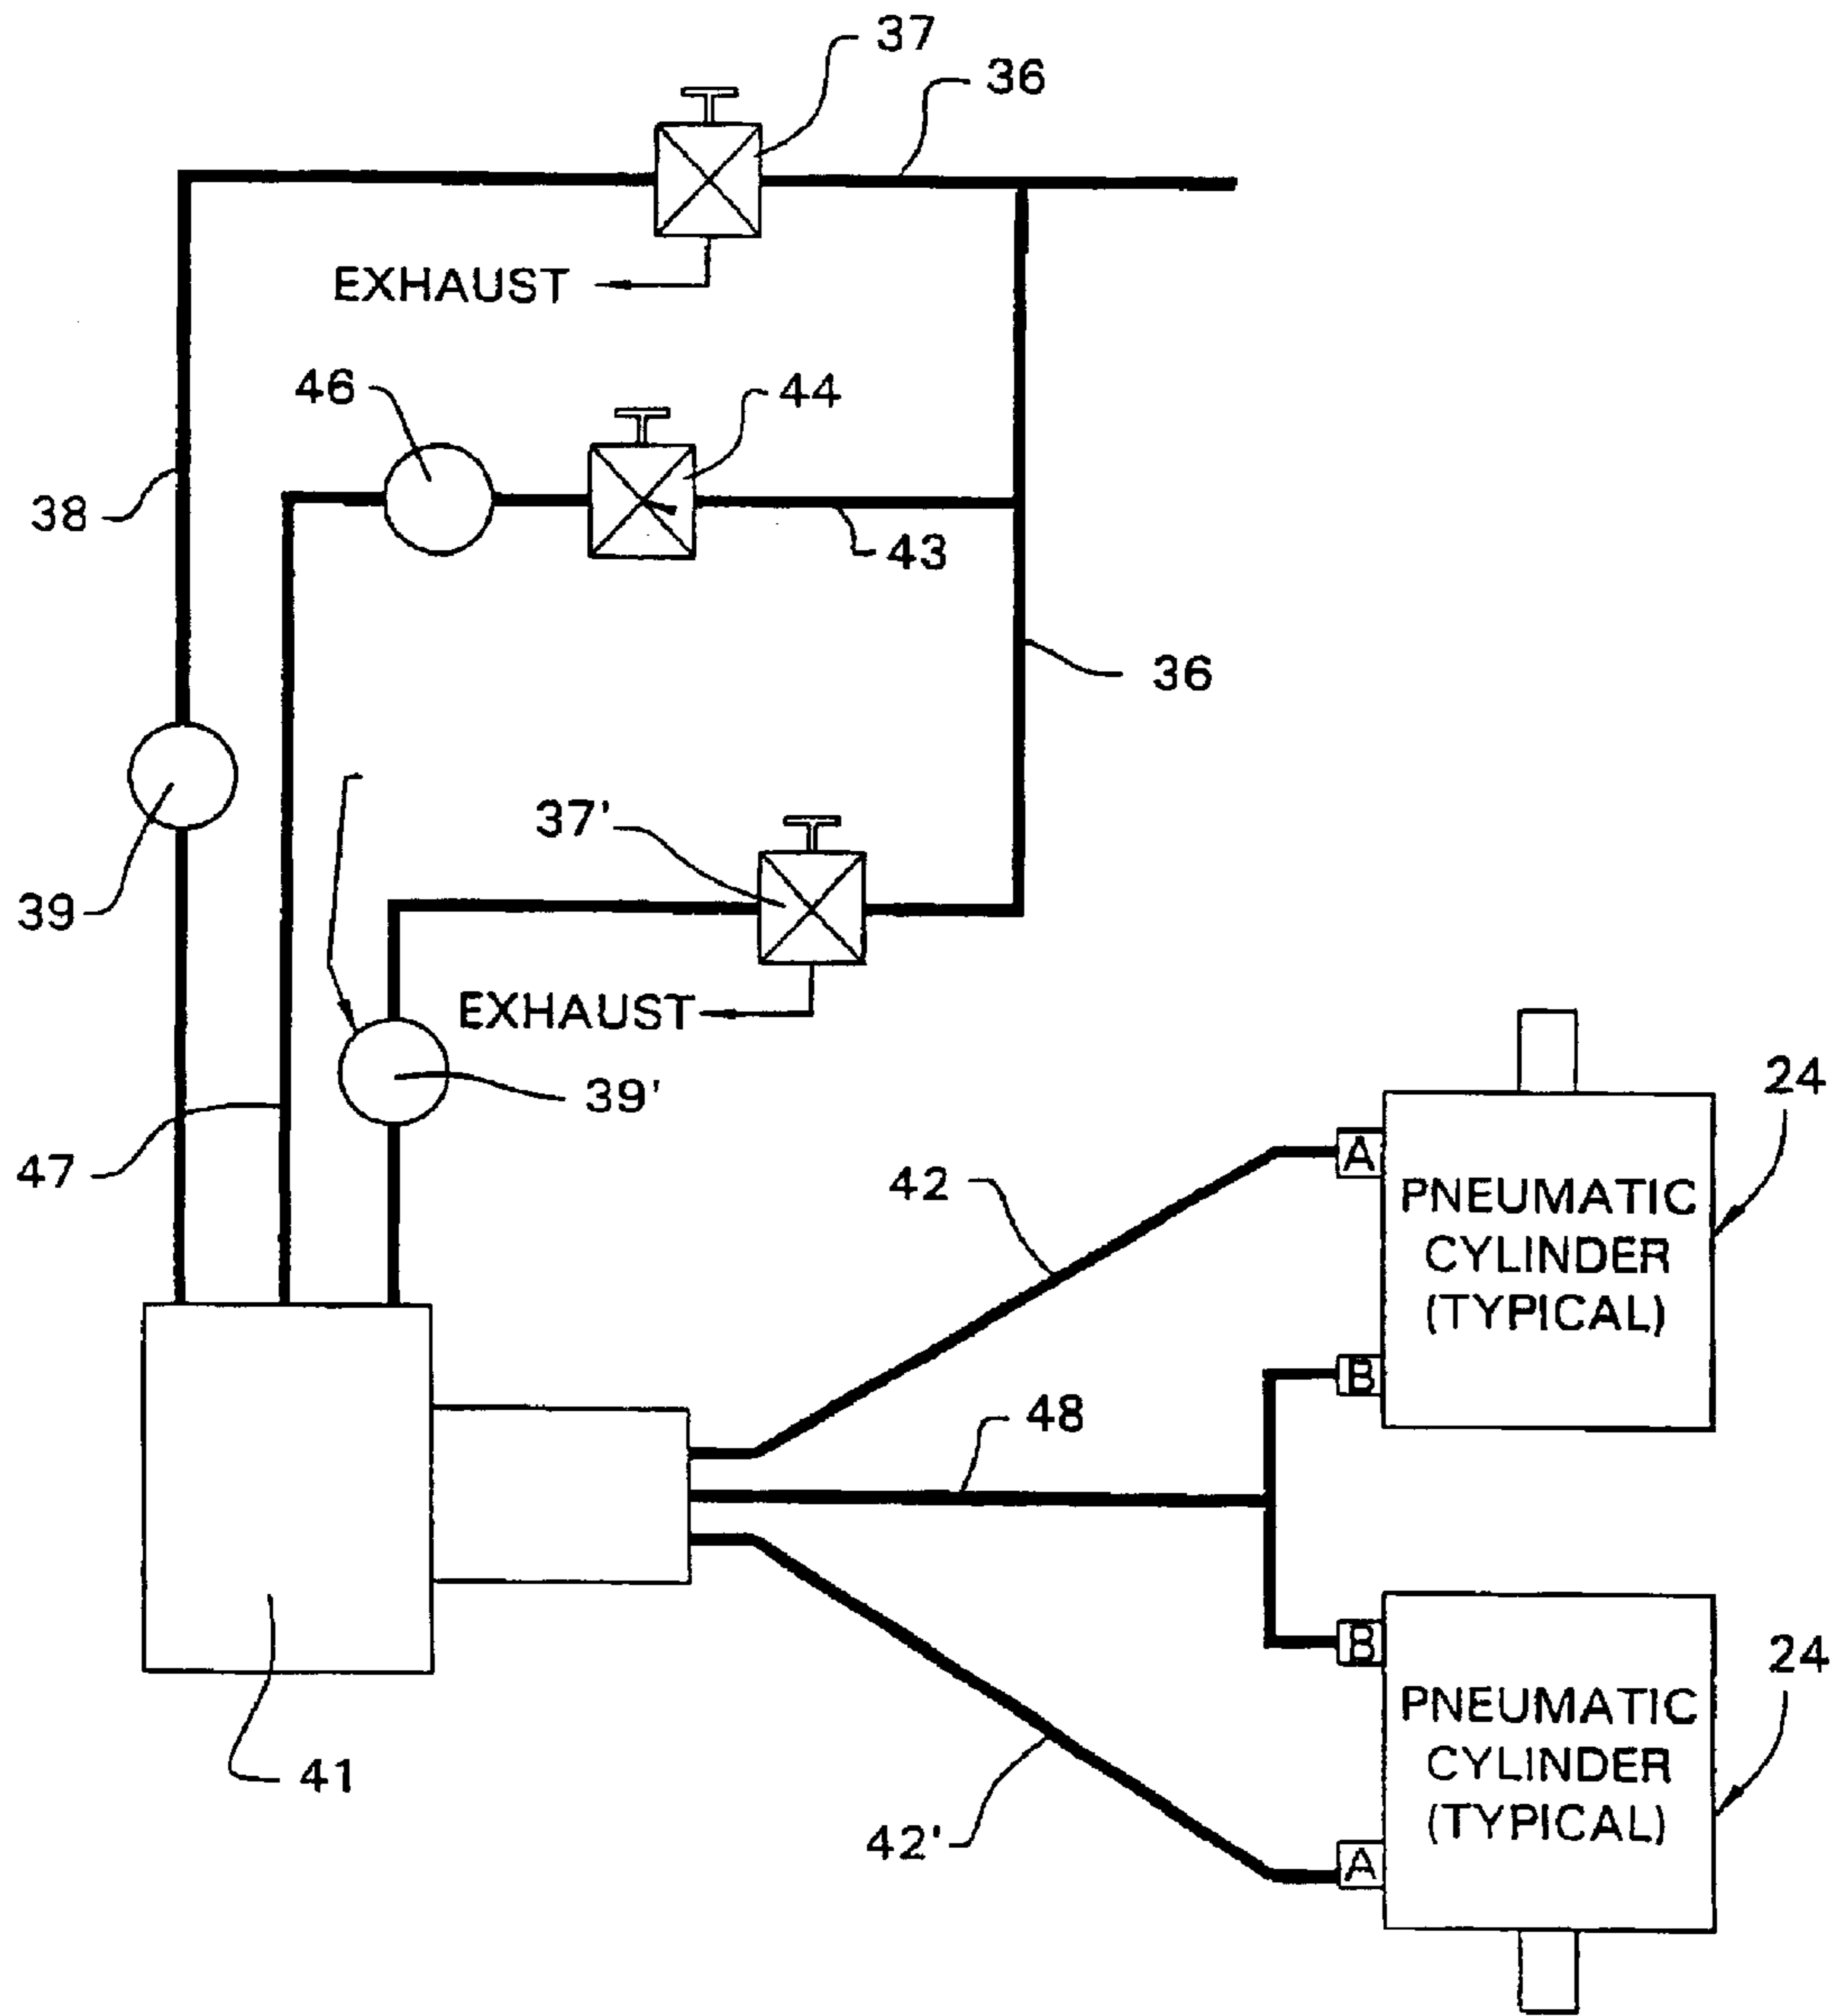 37
36
EXHAUST
46
44
38
43
36
39
37'
EXHAUST
39'
24
47
42
A
PNEUMATIC
CYLINDER
(TYPICAL)
B
48
B
24
PNEUMATIC
CYLINDER
(TYPICAL)
41
42'
A